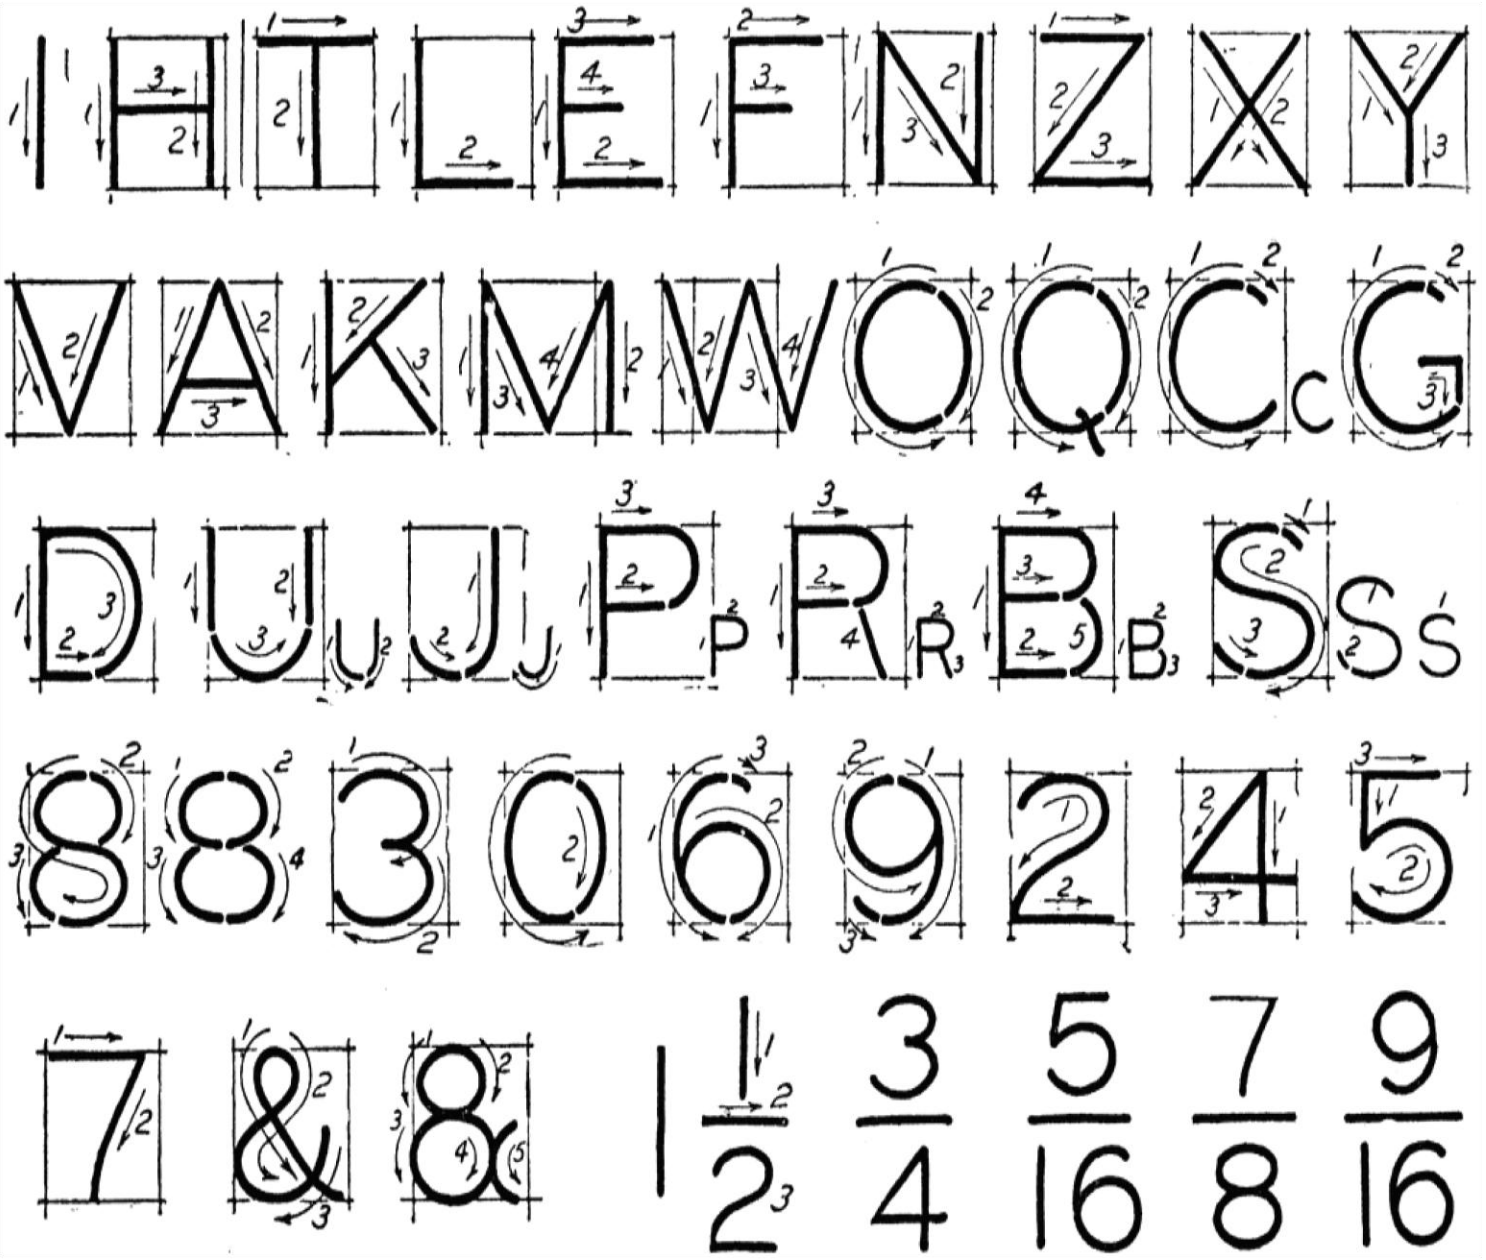 I H T L E F N Z X Y
V A K M W O Q C C G
D U U J J P P R R B B S S S
8 8 3 0 6 9 2 4 5
7 & & 1 1/2 3/4 5/16 7/8 9/16